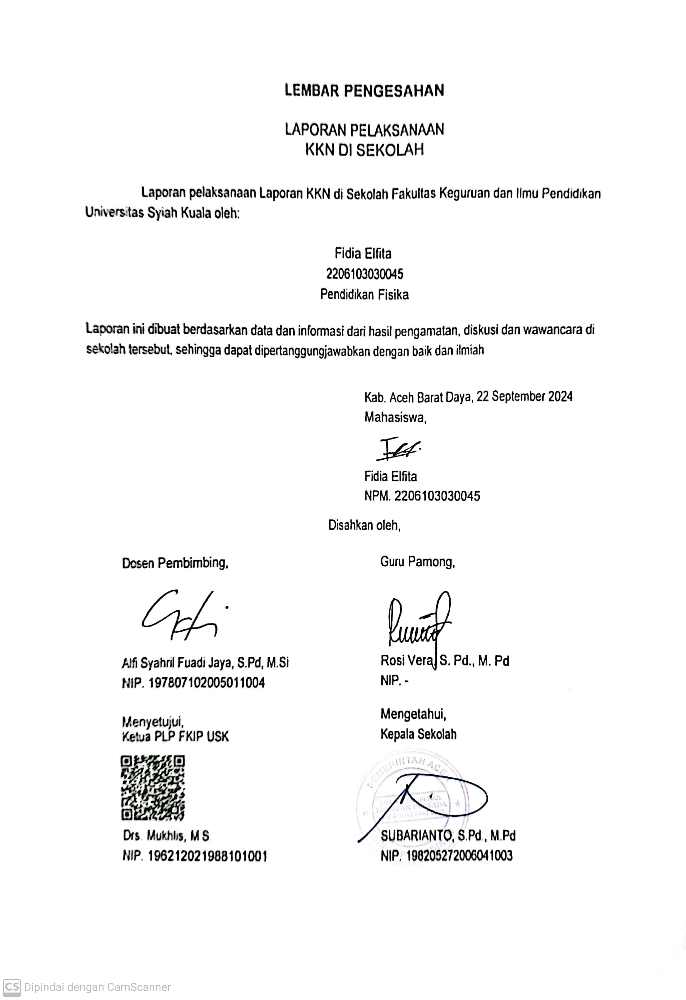 LEMBAR PENGESAHAN
LAPORAN PELAKSANAAN
KKN DI SEKOLAH
Laporan pelaksanaan Laporan KKN di Sekolah Fakultas Keguruan dan Ilmu Pendidikan
Universitas Syiah Kuala oleh:
Fidia Elfita
2206103030045
Pendidikan Fisika
Laporan ini dibuat berdasarkan data dan informasi dari hasil pengamatan, diskusi dan wawancara di
sekolah tersebut, sehingga dapat dipertanggungjawabkan dengan baik dan ilmiah
Kab. Aceh Barat Daya, 22 September 2024
Mahasiswa,
Fidia Elfita
NPM. 2206103030045
Disahkan oleh,
Dosen Pembimbing,
Alfi Syahril Fuadi Jaya, S.Pd, M.Si
NIP. 197807102005011004
Guru Pamong,
Rosi Vera, S. Pd., M. Pd
NIP. -
Menyetujui,
Ketua PLP FKIP USK
Drs. Mukhlis, M S
NIP. 196212021988101001
Mengetahui,
Kepala Sekolah
PEMERINTAH ACEH
UNGGUL
HARAPAN PERSADA
ACEH BARAT DAYA
SUBARIANTO, S.Pd., M.Pd
NIP. 198205272006041003
CS Dipindai dengan CamScanner